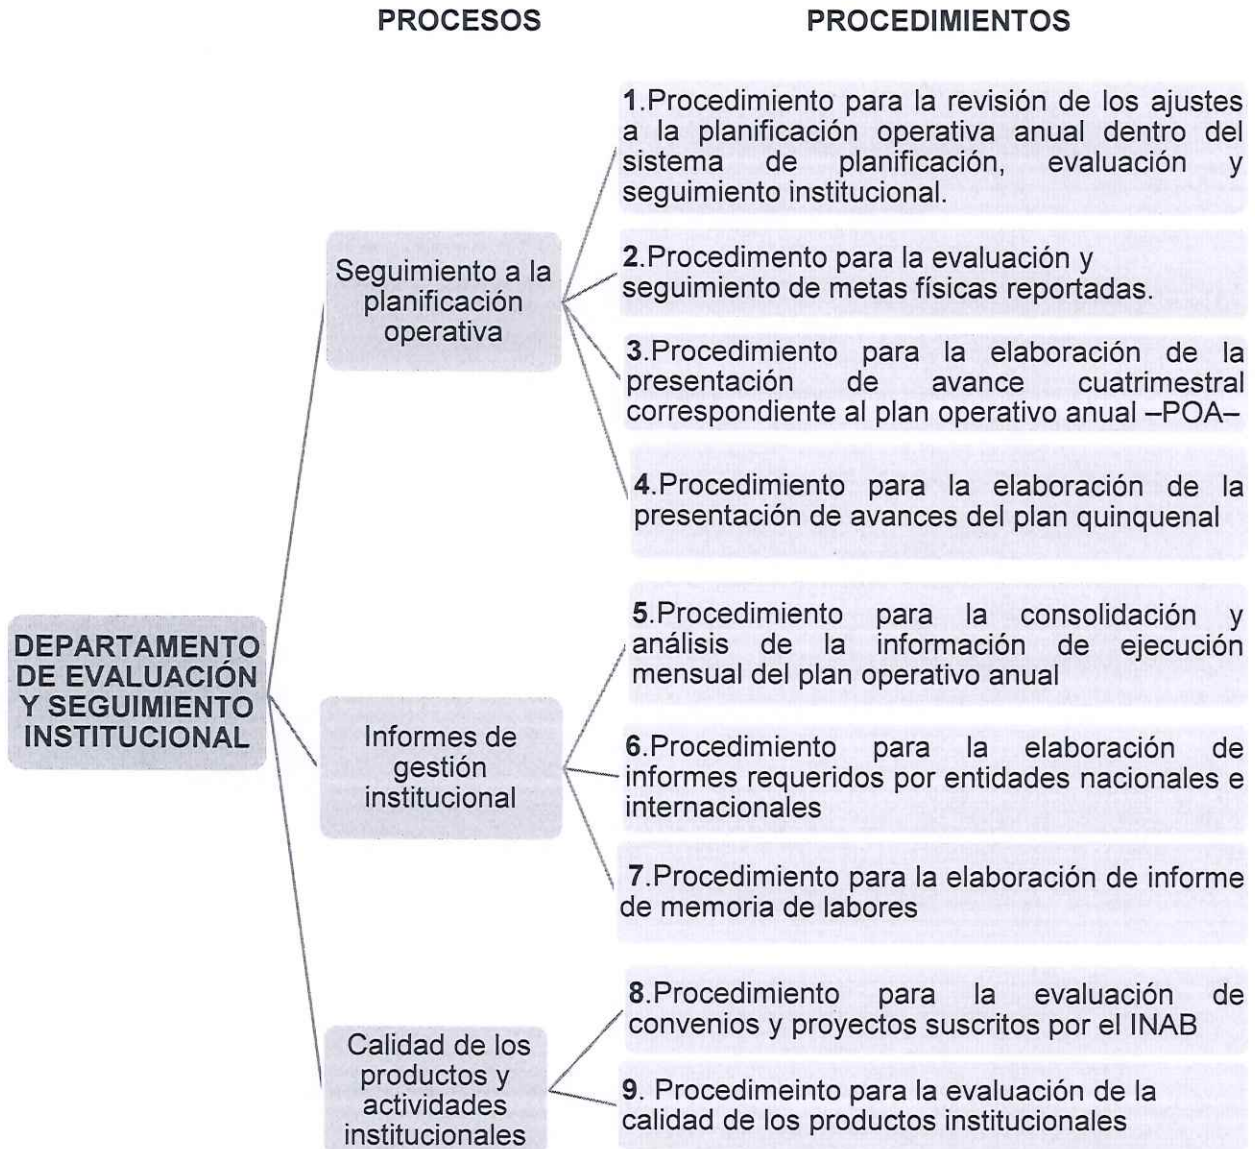 PROCESOS
PROCEDIMIENTOS
DEPARTAMENTO
DE EVALUACIÓN
Y SEGUIMIENTO
INSTITUCIONAL
Seguimiento a la
planificación
operativa
1.Procedimiento para la revisión de los ajustes
a la planificación operativa anual dentro del
sistema de planificación, evaluación y
seguimiento institucional.
2.Procedimento para la evaluación y
seguimiento de metas físicas reportadas.
3.Procedimiento para la elaboración de la
presentación de avance cuatrimestral
correspondiente al plan operativo anual –POA–
4.Procedimiento para la elaboración de la
presentación de avances del plan quinquenal
Informes de
gestión
institucional
5.Procedimiento para la consolidación y
análisis de la información de ejecución
mensual del plan operativo anual
6.Procedimiento para la elaboración de
informes requeridos por entidades nacionales e
internacionales
7.Procedimiento para la elaboración de informe
de memoria de labores
Calidad de los
productos y
actividades
institucionales
8.Procedimiento para la evaluación de
convenios y proyectos suscritos por el INAB
9. Procedimeinto para la evaluación de la
calidad de los productos institucionales